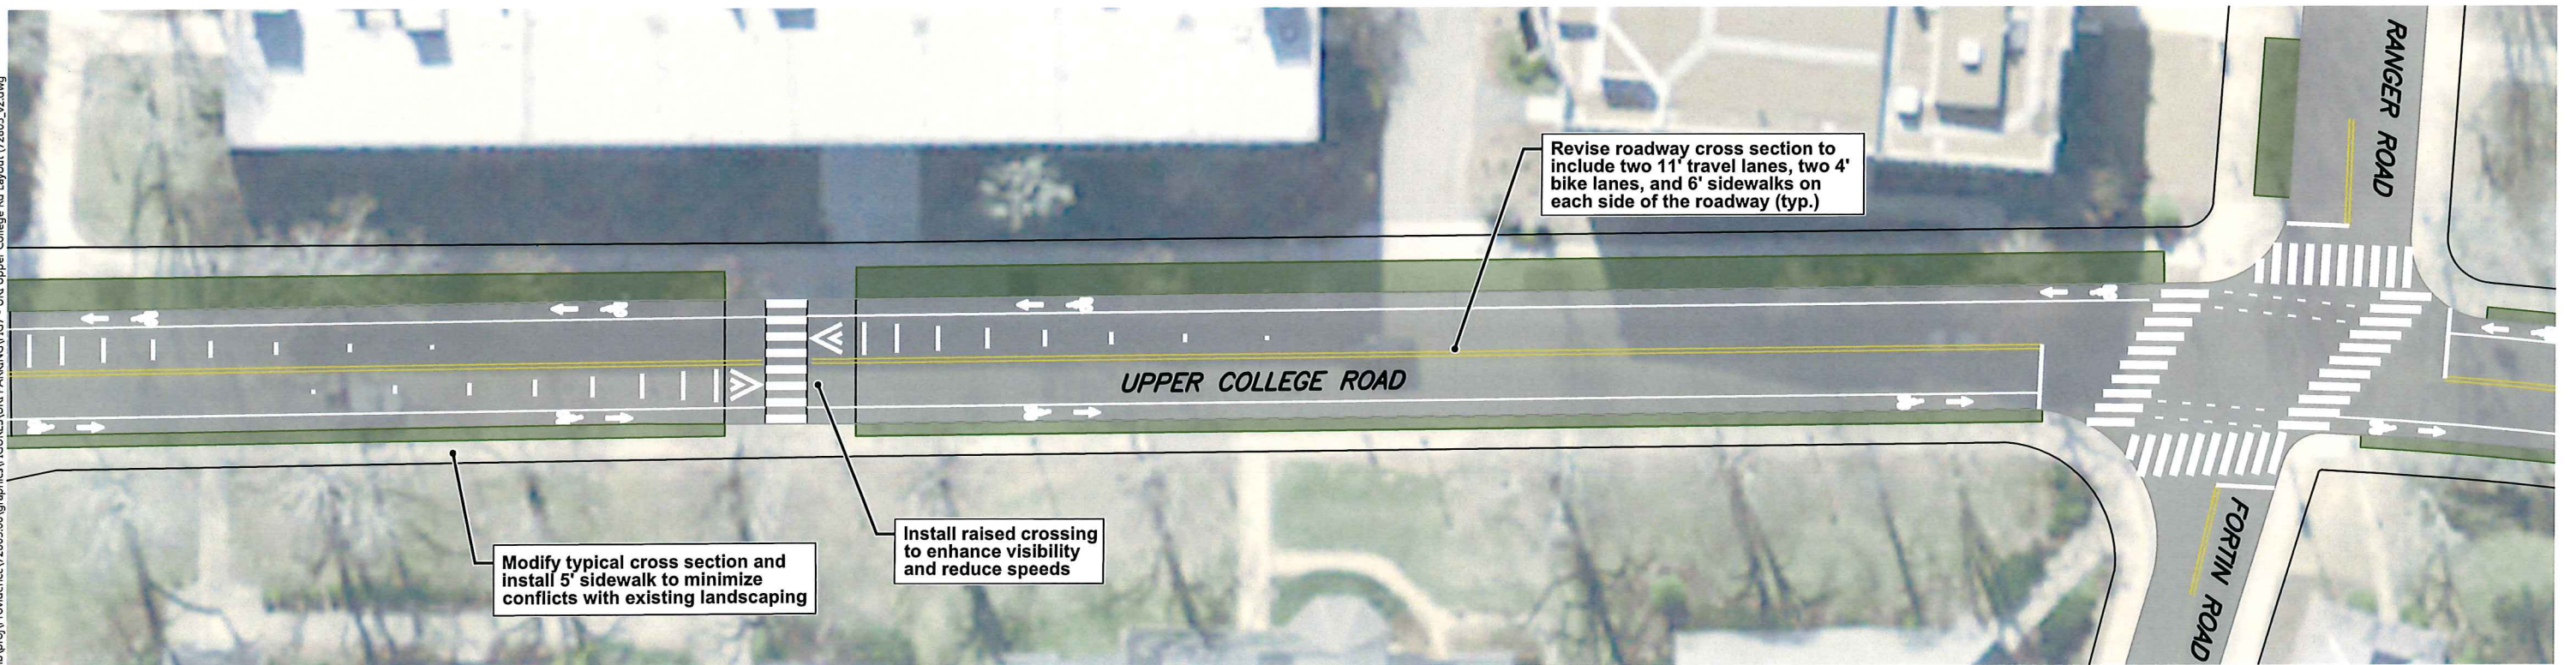 RANGER ROAD
Revise roadway cross section to
include two 11' travel lanes, two 4'
bike lanes, and 6' sidewalks on
each side of the roadway (typ.)
UPPER COLLEGE ROAD
Install raised crossing
to enhance visibility
and reduce speeds
Modify typical cross section and
install 5' sidewalk to minimize
conflicts with existing landscaping
FORTIN ROAD